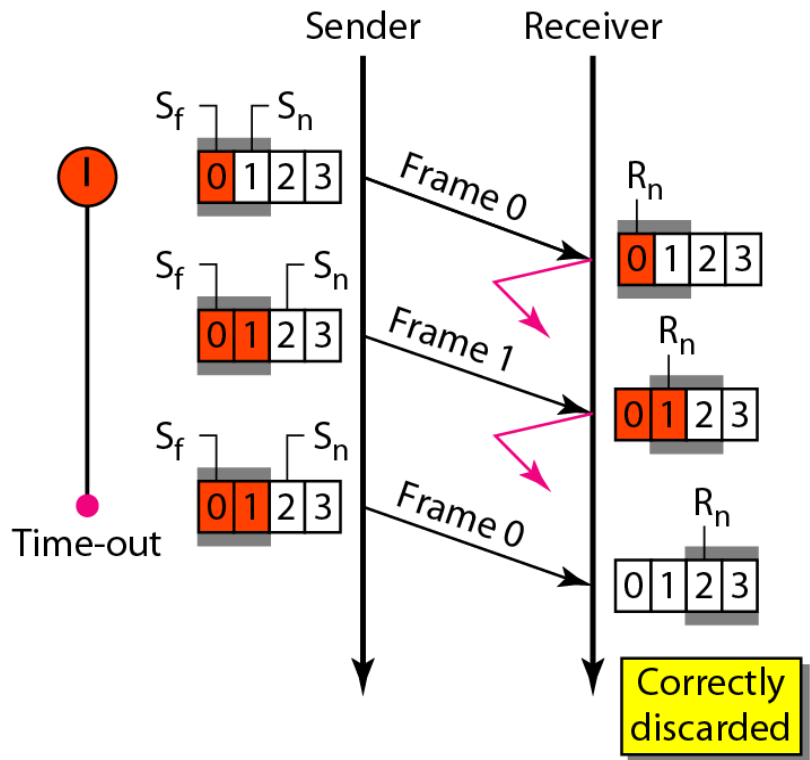 Sender Receiver
Sf Sn
0 1 2 3
Frame 0
Rn
0 1 2 3
Sf Sn
0 1 2 3
Frame 1
Rn
0 1 2 3
Sf Sn
0 1 2 3
Frame 0
Rn
0 1 2 3
Time-out
Correctly
discarded